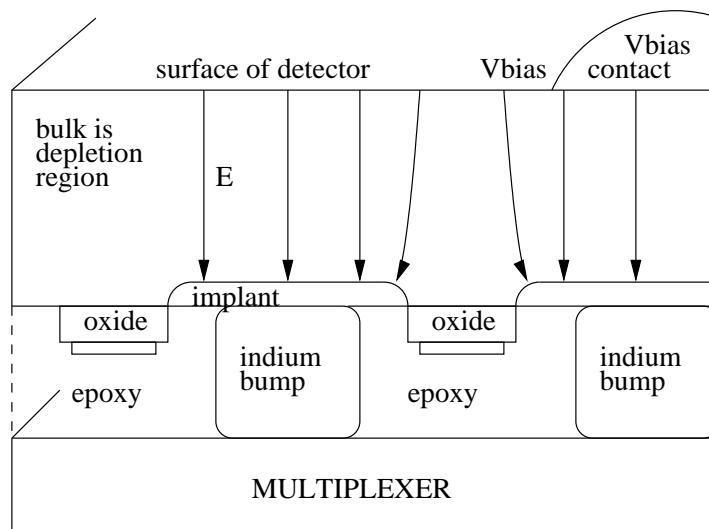 Vbias
contact
surface of detector
Vbias
bulk is
depletion
region
E
implant
oxide
oxide
indium
bump
indium
bump
epoxy
epoxy
MULTIPLEXER